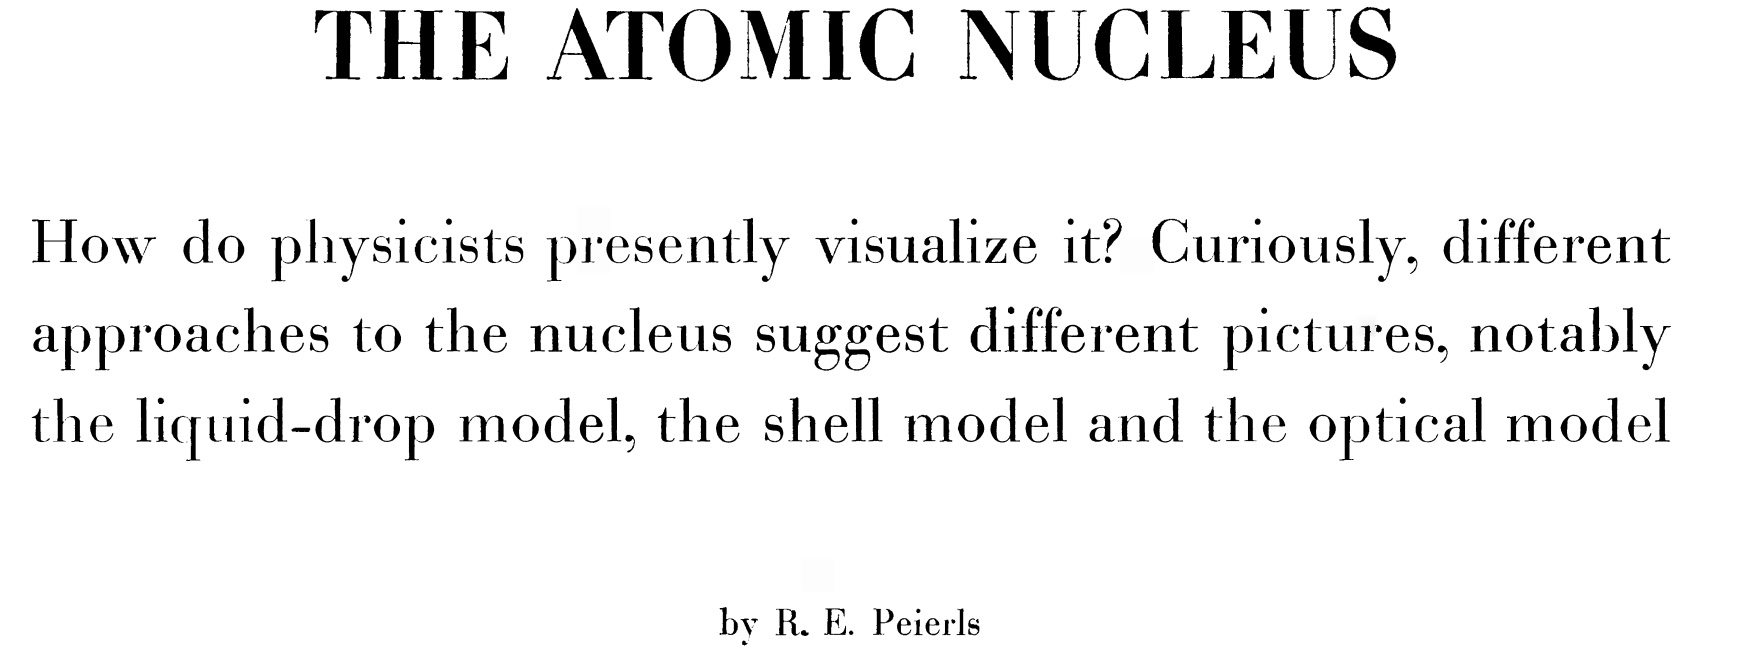 THE ATOMIC NUCLEUS
How do physicists presently visualize it? Curiously, different
approaches to the nucleus suggest different pictures, notably
the liquid-drop model, the shell model and the optical model
by R. E. Peierls